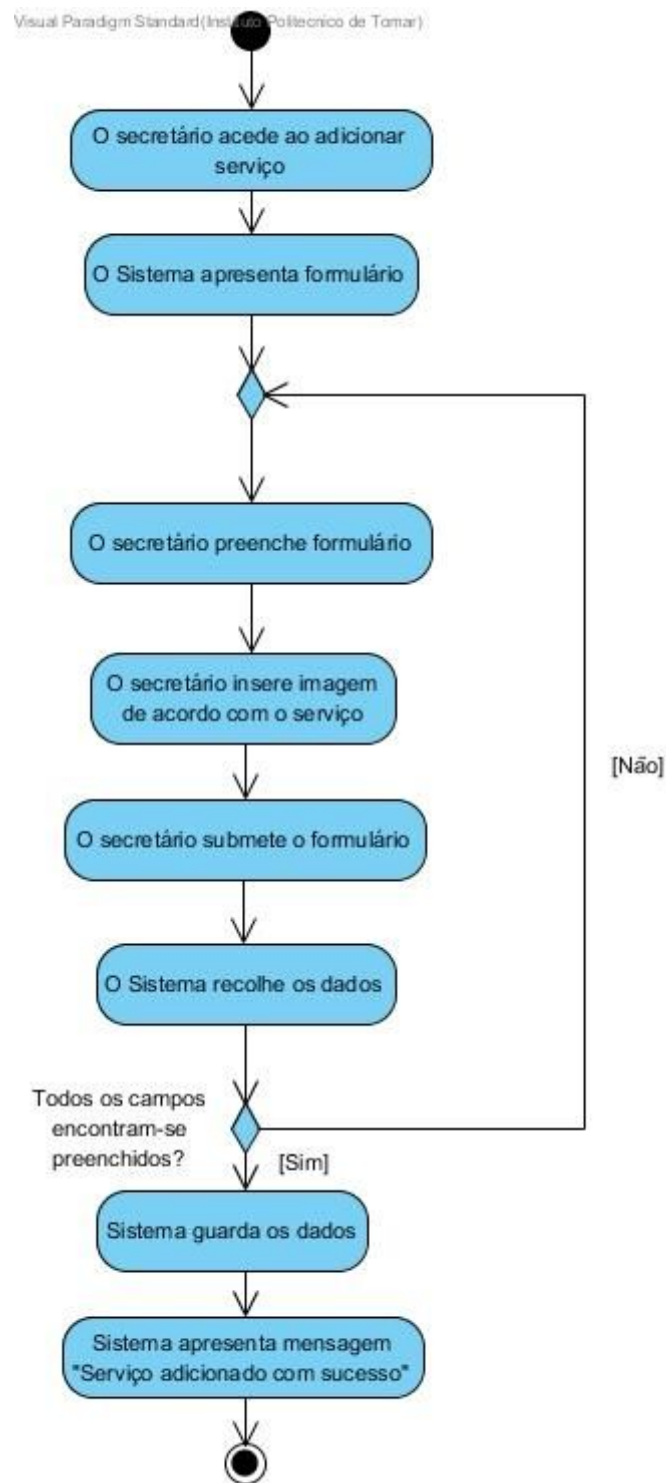 Visual Paradigm Standard(Instituto Politecnico de Tomar)
O secretário acede ao adicionar
serviço
O Sistema apresenta formulário
O secretário preenche formulário
O secretário insere imagem
de acordo com o serviço
[Não]
O secretário submete o formulário
O Sistema recolhe os dados
Todos os campos
encontram-se
preenchidos?
[Sim]
Sistema guarda os dados
Sistema apresenta mensagem
"Serviço adicionado com sucesso"